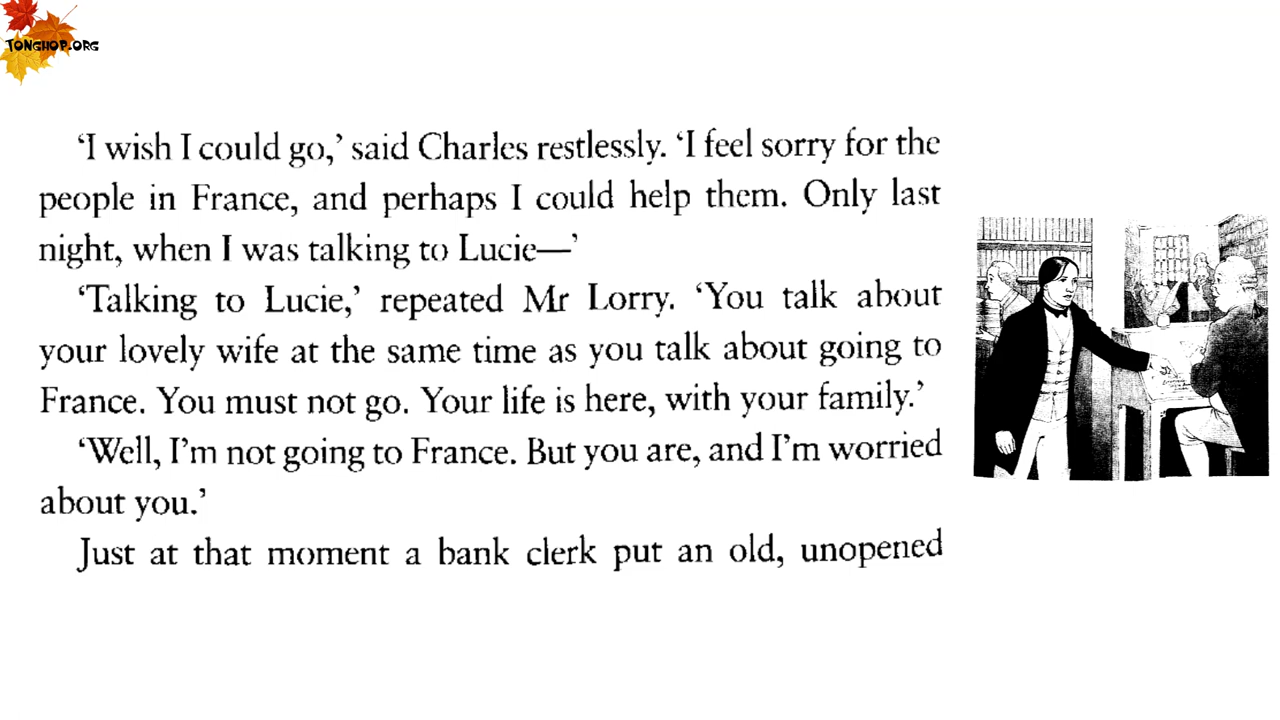 TONGHOP.ORG
‘I wish I could go,’ said Charles restlessly. ‘I feel sorry for the
people in France, and perhaps I could help them. Only last
night, when I was talking to Lucie—’
‘Talking to Lucie,’ repeated Mr Lorry. ‘You talk about
your lovely wife at the same time as you talk about going to
France. You must not go. Your life is here, with your family.’
‘Well, I’m not going to France. But you are, and I’m worried
about you.’
Just at that moment a bank clerk put an old, unopened